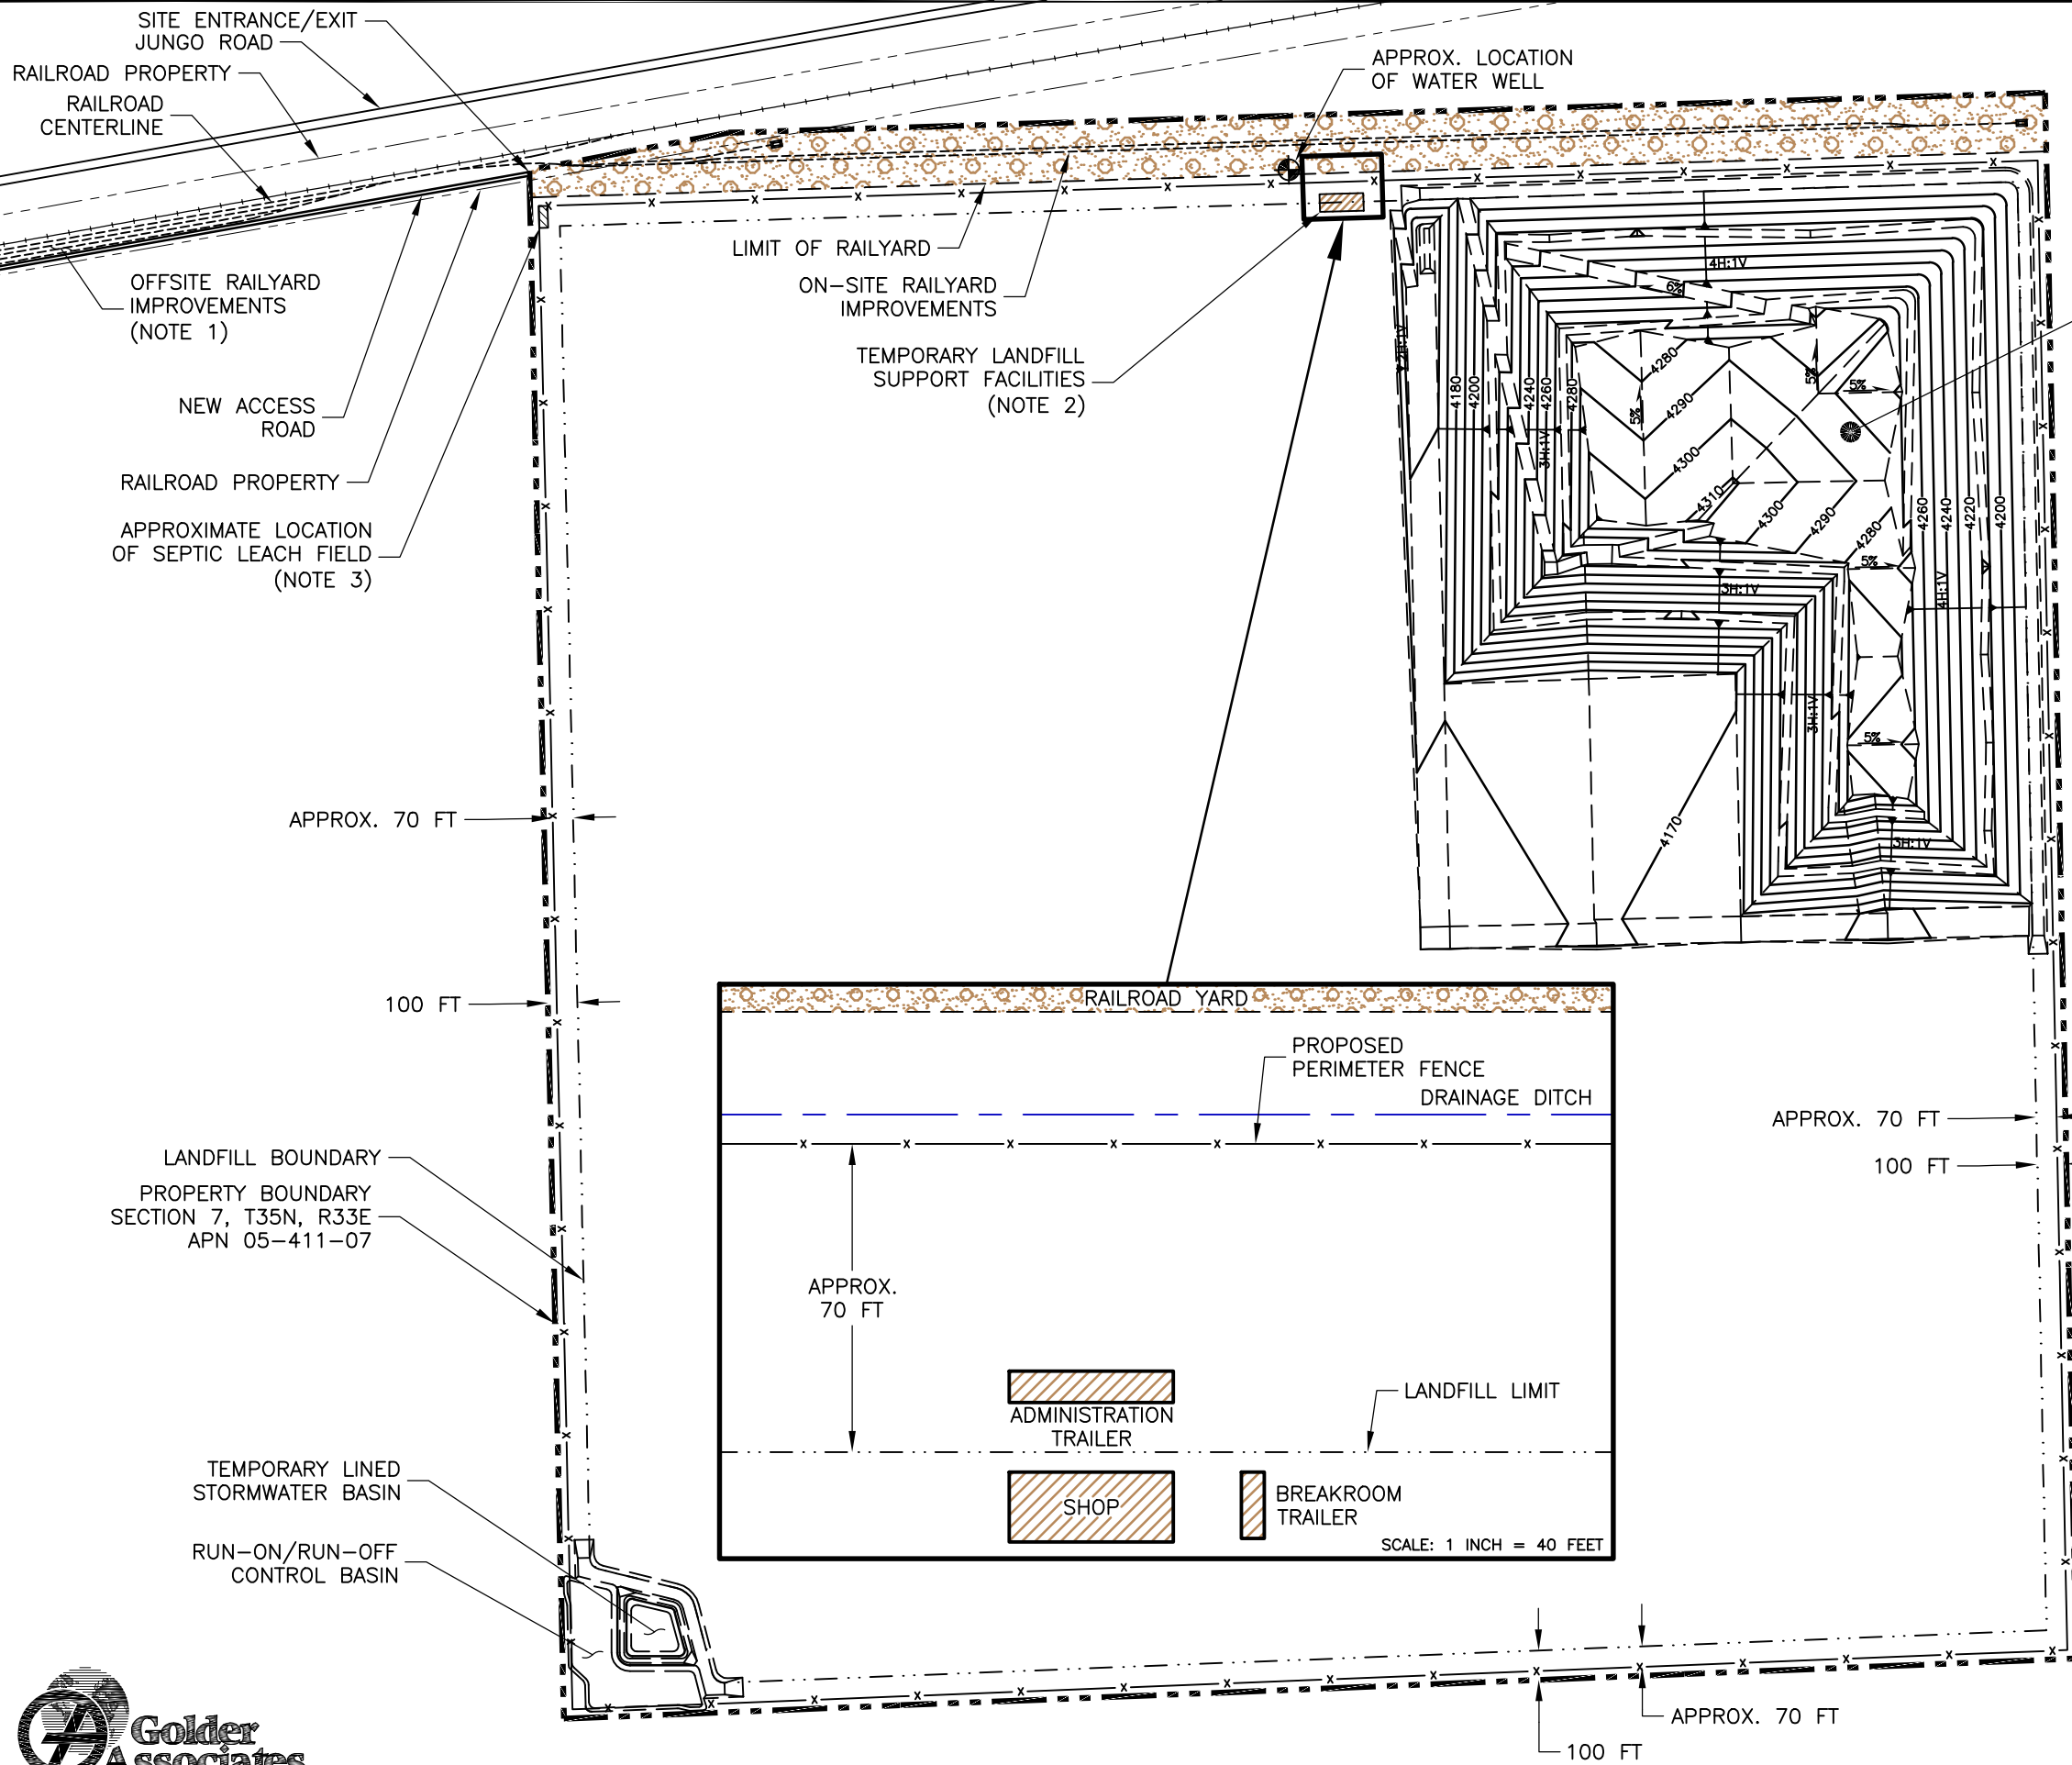 SITE ENTRANCE/EXIT
JUNGO ROAD
RAILROAD PROPERTY
RAILROAD
CENTERLINE
APPROX. LOCATION
OF WATER WELL
OFFSITE RAILYARD
IMPROVEMENTS
(NOTE 1)
NEW ACCESS
ROAD
RAILROAD PROPERTY
APPROXIMATE LOCATION
OF SEPTIC LEACH FIELD
(NOTE 3)
LIMIT OF RAILYARD
ON-SITE RAILYARD
IMPROVEMENTS
TEMPORARY LANDFILL
SUPPORT FACILITIES
(NOTE 2)
4H:1V
6%
2H:1V
4180
4200
4240
4260
4280
3H:1V
4280
4290
4300
4310
4300
4290
4280
5%
5%
5%
5%
5%
4260
4240
4220
4200
4H:1V
3H:1V
3H:1V
3H:1V
4170
APPROX. 70 FT
100 FT
LANDFILL BOUNDARY
PROPERTY BOUNDARY
SECTION 7, T35N, R33E
APN 05-411-07
TEMPORARY LINED
STORMWATER BASIN
RUN-ON/RUN-OFF
CONTROL BASIN
RAILROAD YARD
PROPOSED
PERIMETER FENCE
DRAINAGE DITCH
APPROX.
70 FT
ADMINISTRATION
TRAILER
LANDFILL LIMIT
SHOP
BREAKROOM
TRAILER
SCALE: 1 INCH = 40 FEET
APPROX. 70 FT
100 FT
APPROX. 70 FT
100 FT
Golder
Associates